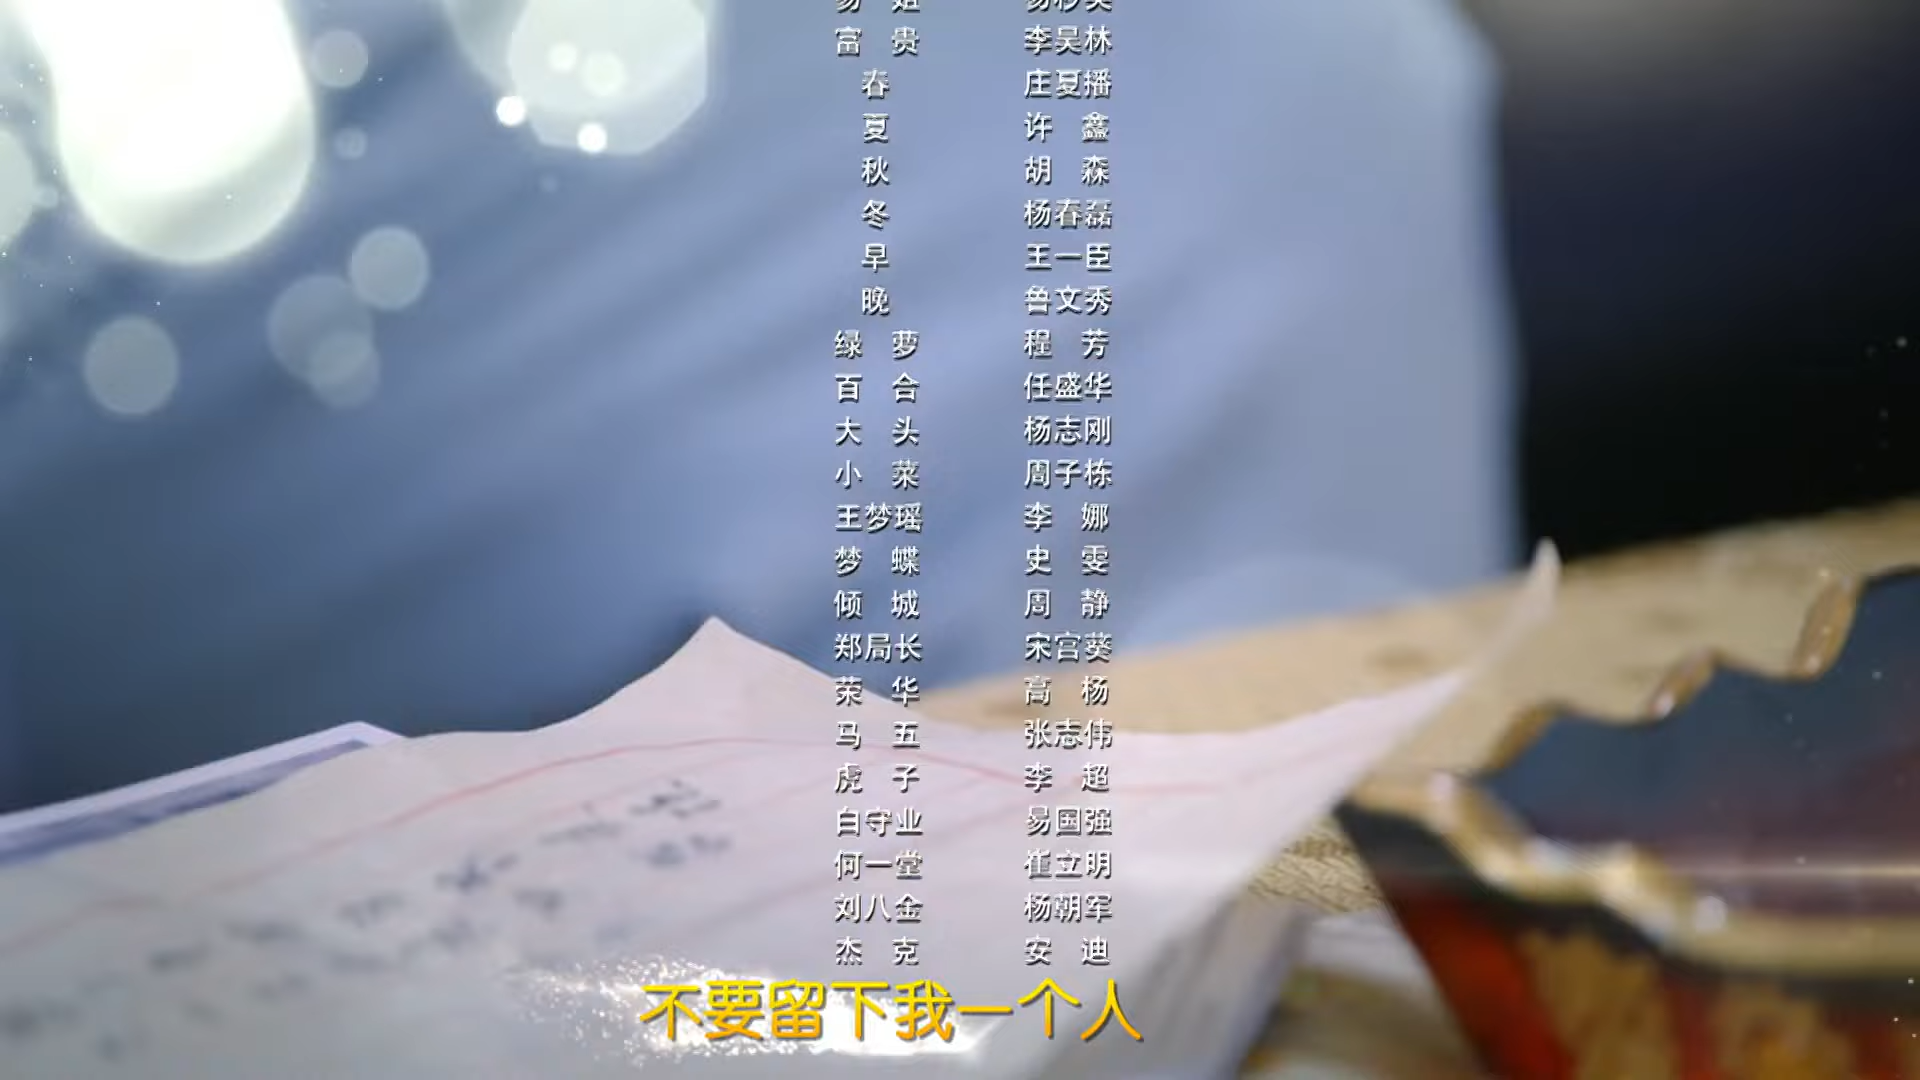 富 贵 李吴林
春 庄夏播
夏 许 鑫
秋 胡 森
冬 杨春磊
早 王一臣
晚 鲁文秀
绿 萝 程 芳
百 合 任盛华
大 头 杨志刚
小 菜 周子栋
王梦瑶 李 娜
梦 蝶 史 雯
倾 城 周 静
郑局长 宋宫葵
荣 华 高 杨
马 五 张志伟
虎 子 李 超
白守业 易国强
何一堂 崔立明
刘八金 杨朝军
杰 克 安 迪
不要留下我一个人